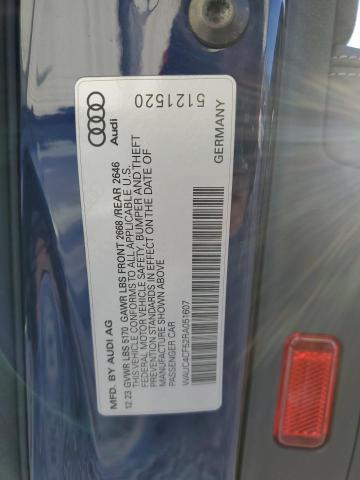 Audi
5121520
GERMANY
MFD. BY AUDI AG
12.23 GVWR LBS 5170 GAWR LBS FRONT 2668 /REAR 2646
THIS VEHICLE CONFORMS TO ALL APPLICABLE U.S.
FEDERAL MOTOR VEHICLE SAFETY, BUMPER AND THEFT
PREVENTION STANDARDS IN EFFECT ON THE DATE OF
MANUFACTURE SHOWN ABOVE
PASSENGER CAR
WAUC4CF52RA051607